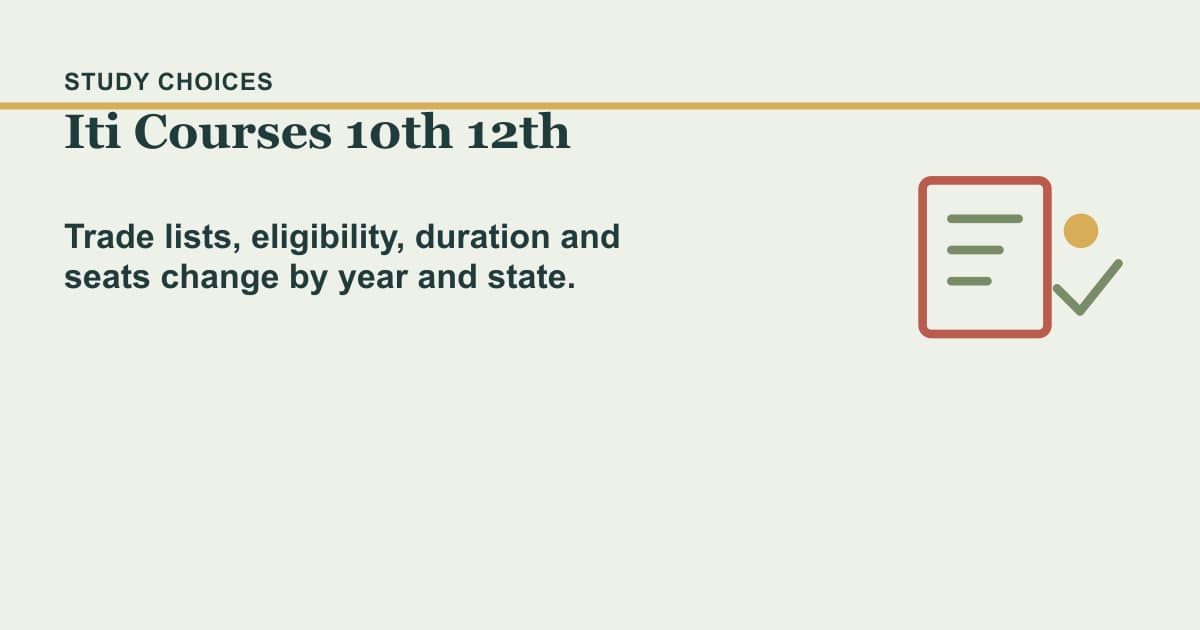 STUDY CHOICES
Iti Courses 10th 12th
Trade lists, eligibility, duration and
seats change by year and state.